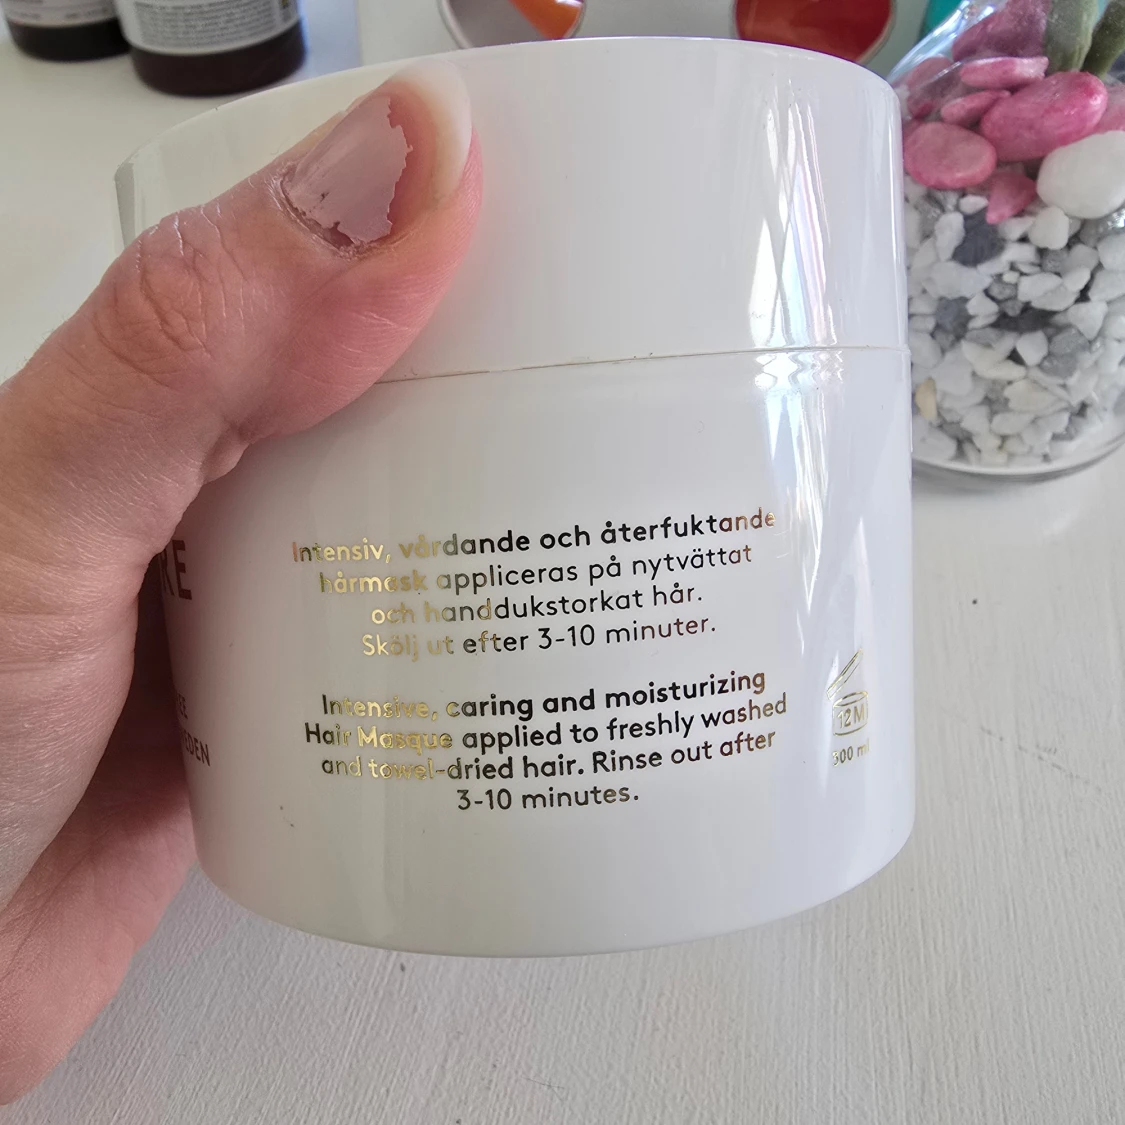 Intensiv, vårdande och återfuktande
hårmask appliceras på nytvättat
och handdukstorkat hår.
Skölj ut efter 3-10 minuter.
Intensive, caring and moisturizing
Hair Masque applied to freshly washed
and towel-dried hair. Rinse out after
3-10 minutes.
12M
300 ml